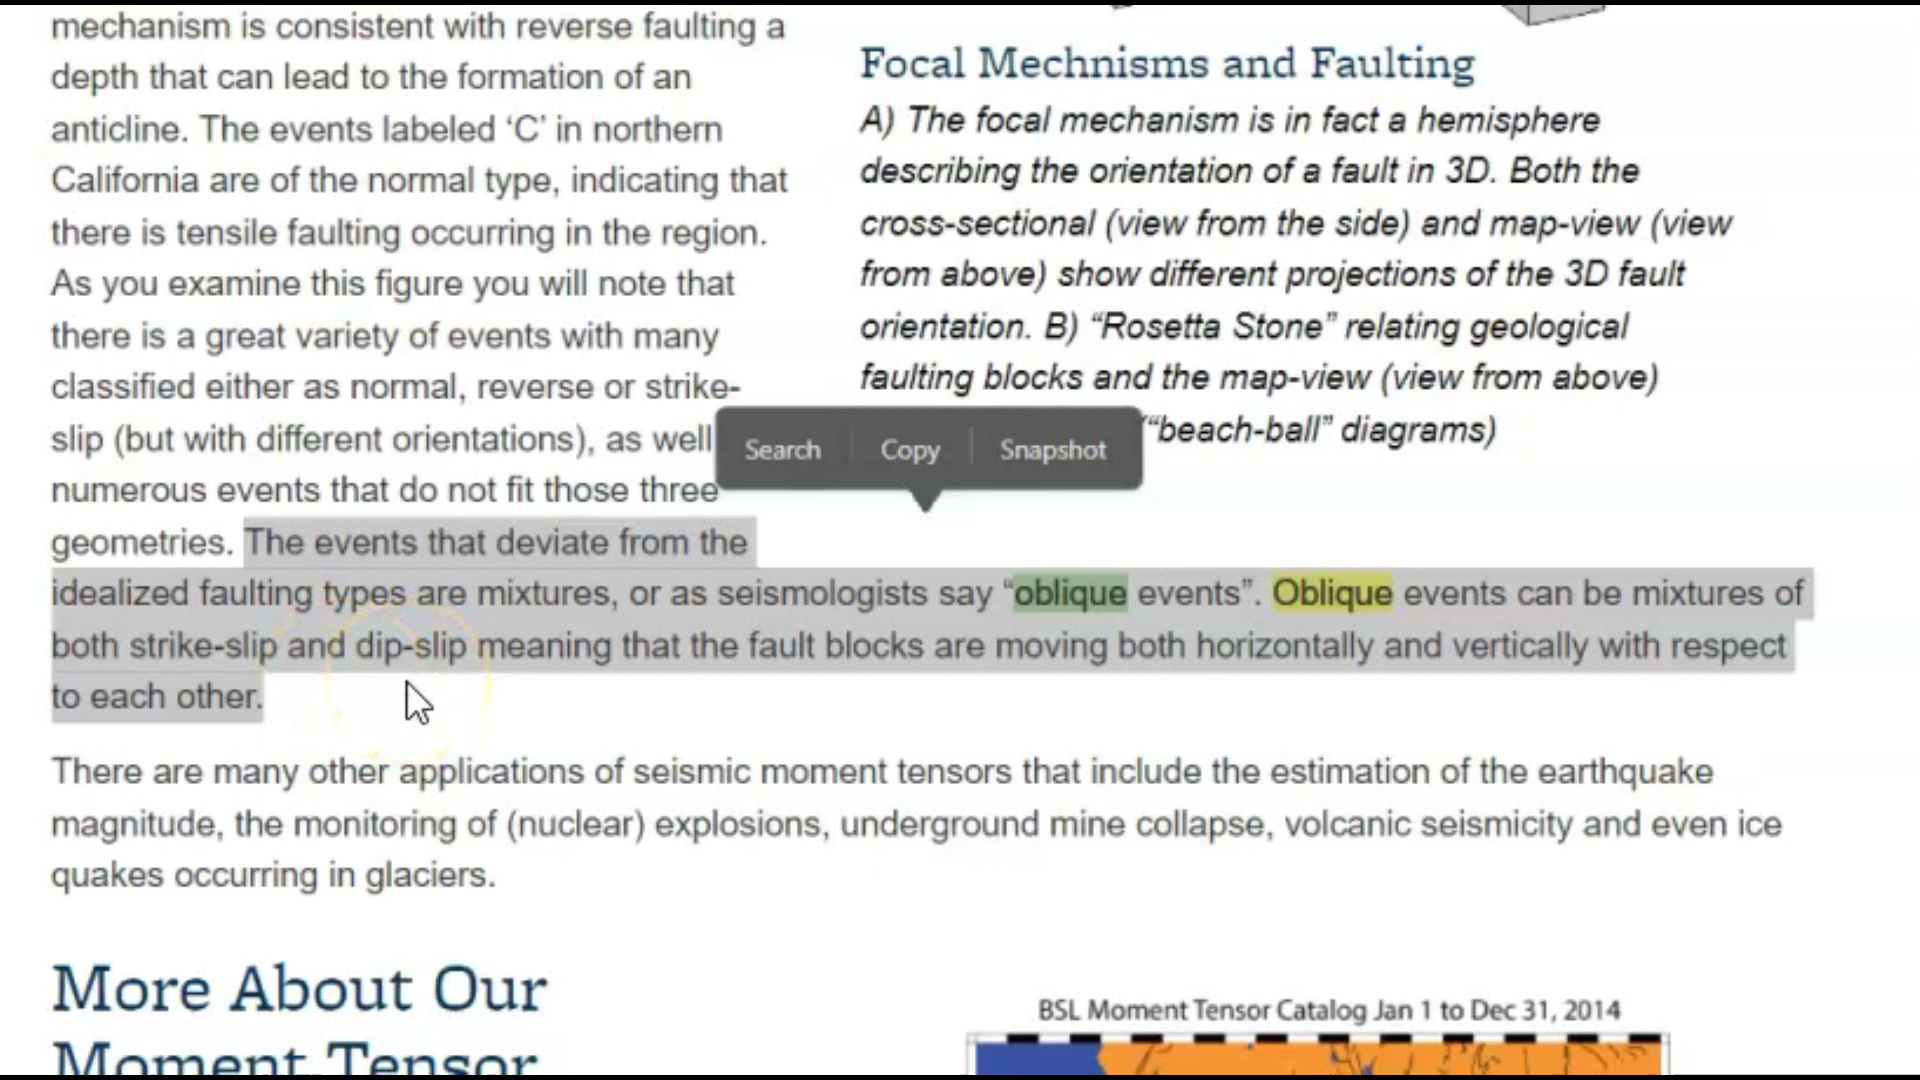 mechanism is consistent with reverse faulting a
depth that can lead to the formation of an
anticline. The events labeled ‘C’ in northern
California are of the normal type, indicating that
there is tensile faulting occurring in the region.
As you examine this figure you will note that
there is a great variety of events with many
classified either as normal, reverse or strike-
slip (but with different orientations), as well
numerous events that do not fit those three
geometries. The events that deviate from the
idealized faulting types are mixtures, or as seismologists say “oblique events”. Oblique events can be mixtures of
both strike-slip and dip-slip meaning that the fault blocks are moving both horizontally and vertically with respect
to each other.
Focal Mechnisms and Faulting
A) The focal mechanism is in fact a hemisphere
describing the orientation of a fault in 3D. Both the
cross-sectional (view from the side) and map-view (view
from above) show different projections of the 3D fault
orientation. B) “Rosetta Stone” relating geological
faulting blocks and the map-view (view from above)
(“beach-ball” diagrams)
Search Copy Snapshot
There are many other applications of seismic moment tensors that include the estimation of the earthquake
magnitude, the monitoring of (nuclear) explosions, underground mine collapse, volcanic seismicity and even ice
quakes occurring in glaciers.
More About Our
Moment Tensor
BSL Moment Tensor Catalog Jan 1 to Dec 31, 2014